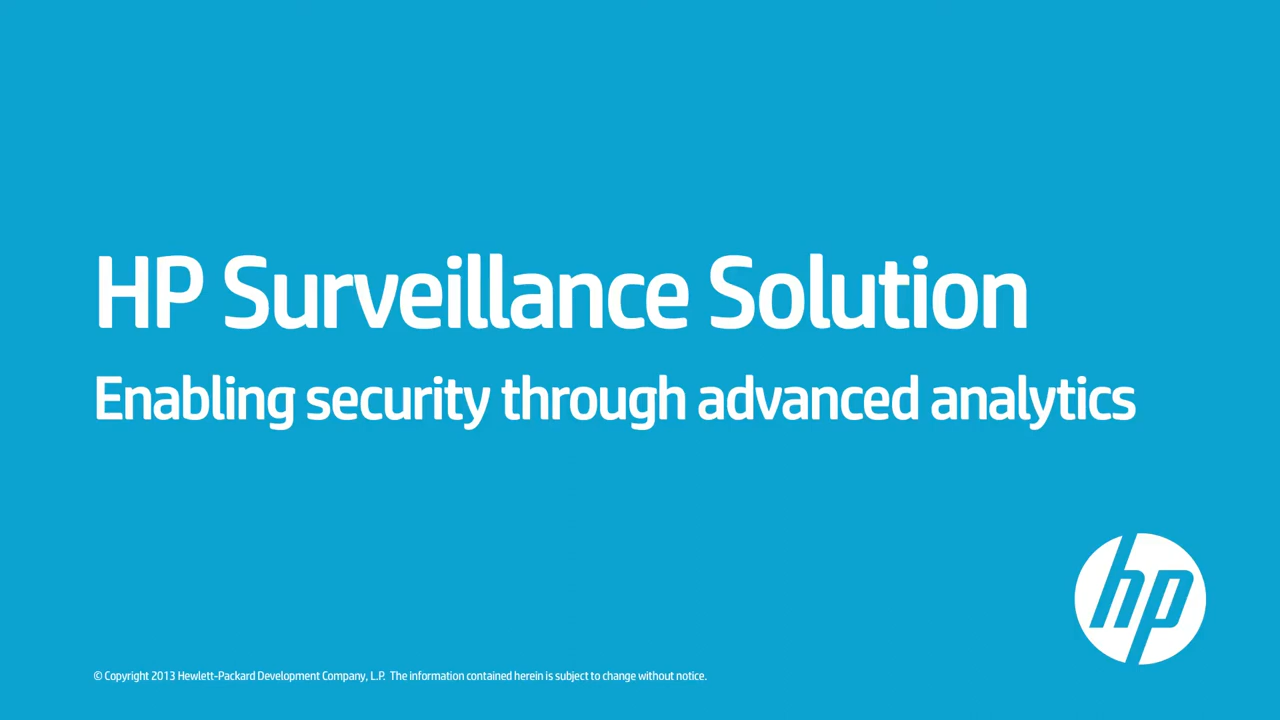 HP Surveillance Solution
Enabling security through advanced analytics
hp
© Copyright 2013 Hewlett-Packard Development Company, L.P. The information contained herein is subject to change without notice.